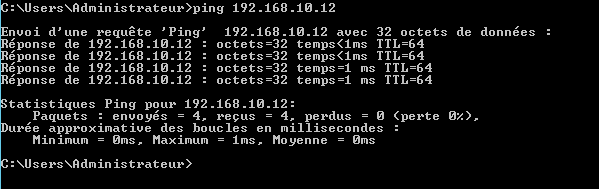 C:\Users\Administrateur>ping 192.168.10.12
Envoi d'une requête 'Ping'  192.168.10.12 avec 32 octets de données :
Réponse de 192.168.10.12 : octets=32 temps<1ms TTL=64
Réponse de 192.168.10.12 : octets=32 temps<1ms TTL=64
Réponse de 192.168.10.12 : octets=32 temps=1 ms TTL=64
Réponse de 192.168.10.12 : octets=32 temps=1 ms TTL=64
Statistiques Ping pour 192.168.10.12:
    Paquets : envoyés = 4, reçus = 4, perdus = 0 (perte 0%),
Durée approximative des boucles en millisecondes :
    Minimum = 0ms, Maximum = 1ms, Moyenne = 0ms
C:\Users\Administrateur>